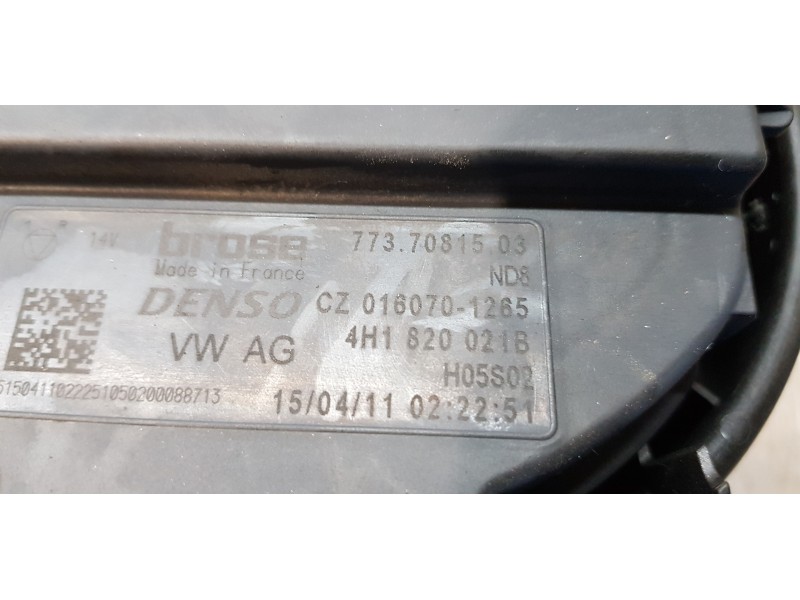 14V brose 773.70815 03
Made in France ND8
DENSO CZ 016070-1265
VW AG 4H1 820 021B
H05S02
5150411022251050200088713 15/04/11 02:22:51